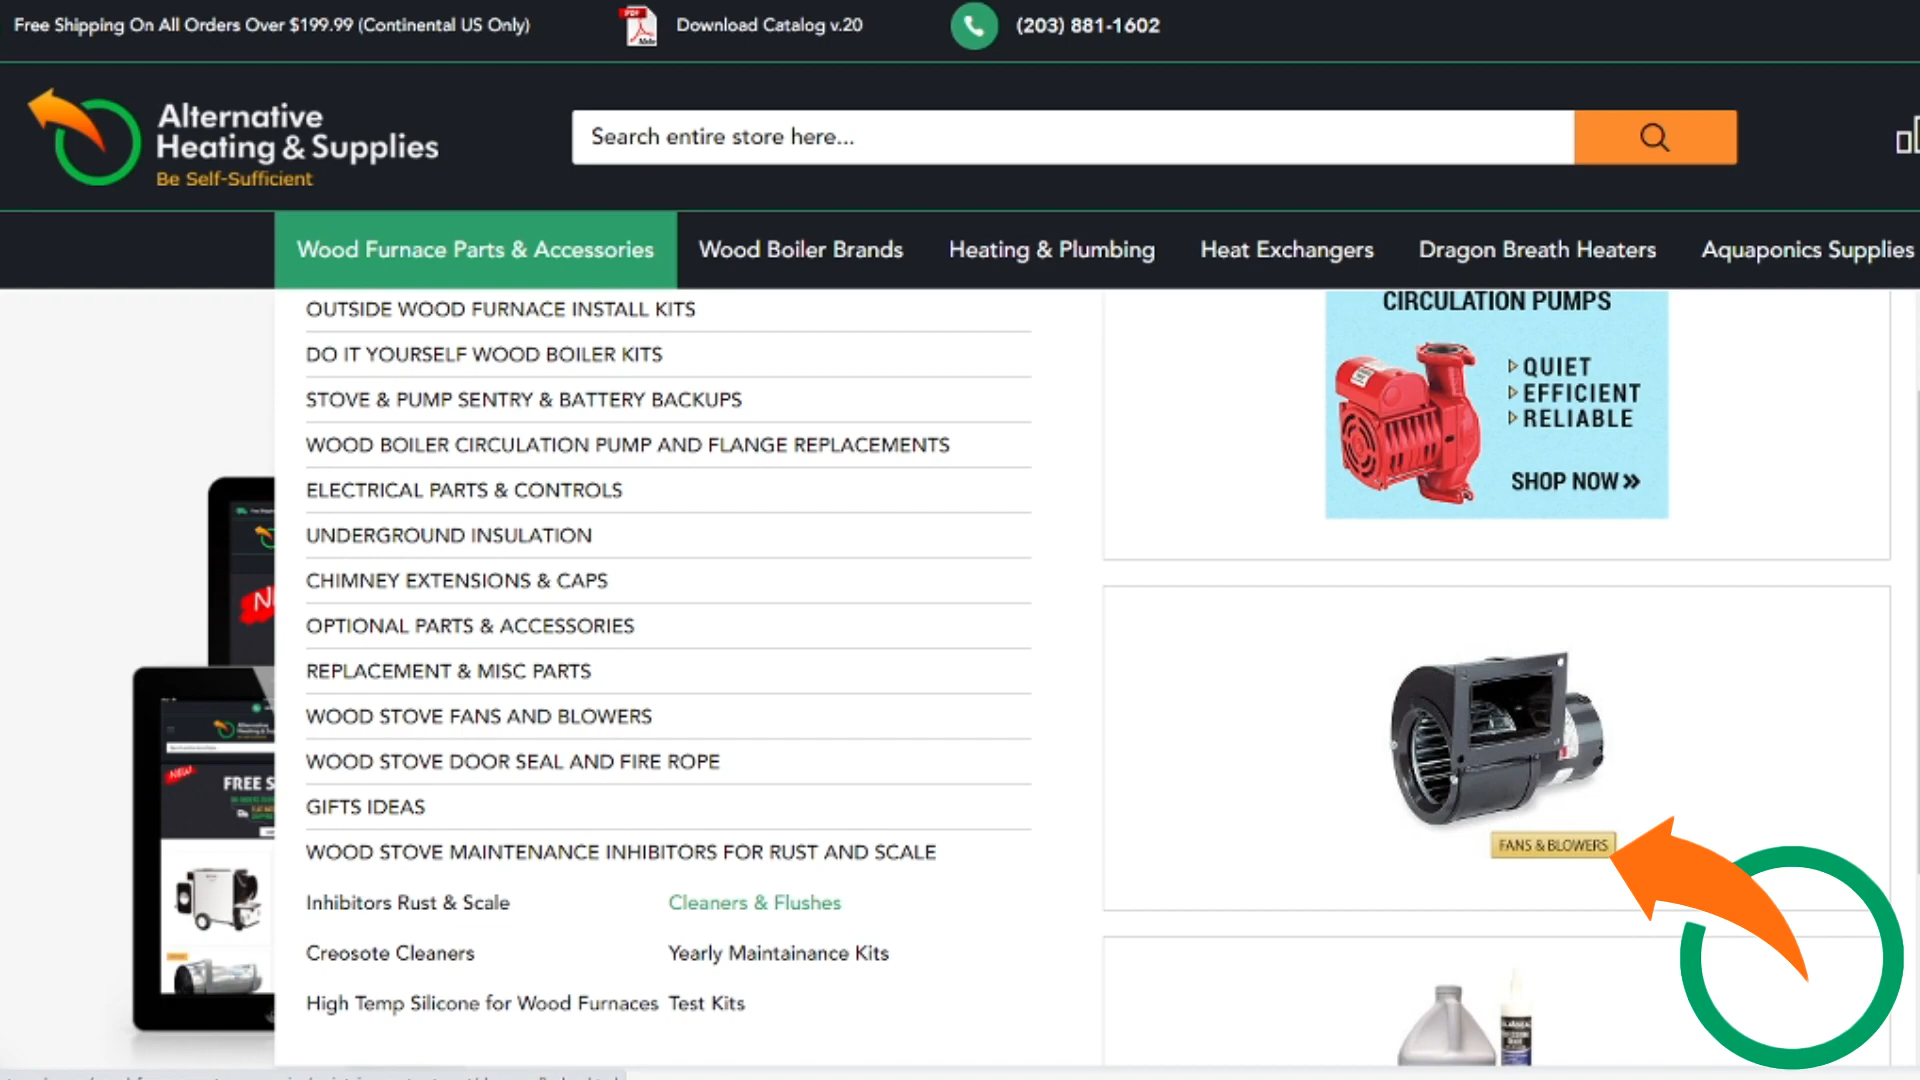 Free Shipping On All Orders Over $199.99 (Continental US Only)
PDF
Adobe
Download Catalog v.20
(203) 881-1602
Alternative
Heating & Supplies
Be Self-Sufficient
Search entire store here...
Wood Furnace Parts & Accessories
Wood Boiler Brands
Heating & Plumbing
Heat Exchangers
Dragon Breath Heaters
Aquaponics Supplies
OUTSIDE WOOD FURNACE INSTALL KITS
DO IT YOURSELF WOOD BOILER KITS
STOVE & PUMP SENTRY & BATTERY BACKUPS
WOOD BOILER CIRCULATION PUMP AND FLANGE REPLACEMENTS
ELECTRICAL PARTS & CONTROLS
UNDERGROUND INSULATION
CHIMNEY EXTENSIONS & CAPS
OPTIONAL PARTS & ACCESSORIES
REPLACEMENT & MISC PARTS
WOOD STOVE FANS AND BLOWERS
WOOD STOVE DOOR SEAL AND FIRE ROPE
GIFTS IDEAS
WOOD STOVE MAINTENANCE INHIBITORS FOR RUST AND SCALE
Inhibitors Rust & Scale
Cleaners & Flushes
Creosote Cleaners
Yearly Maintainance Kits
High Temp Silicone for Wood Furnaces
Test Kits
CIRCULATION PUMPS
QUIET
EFFICIENT
RELIABLE
SHOP NOW
FANS & BLOWERS
NEW
FREE S